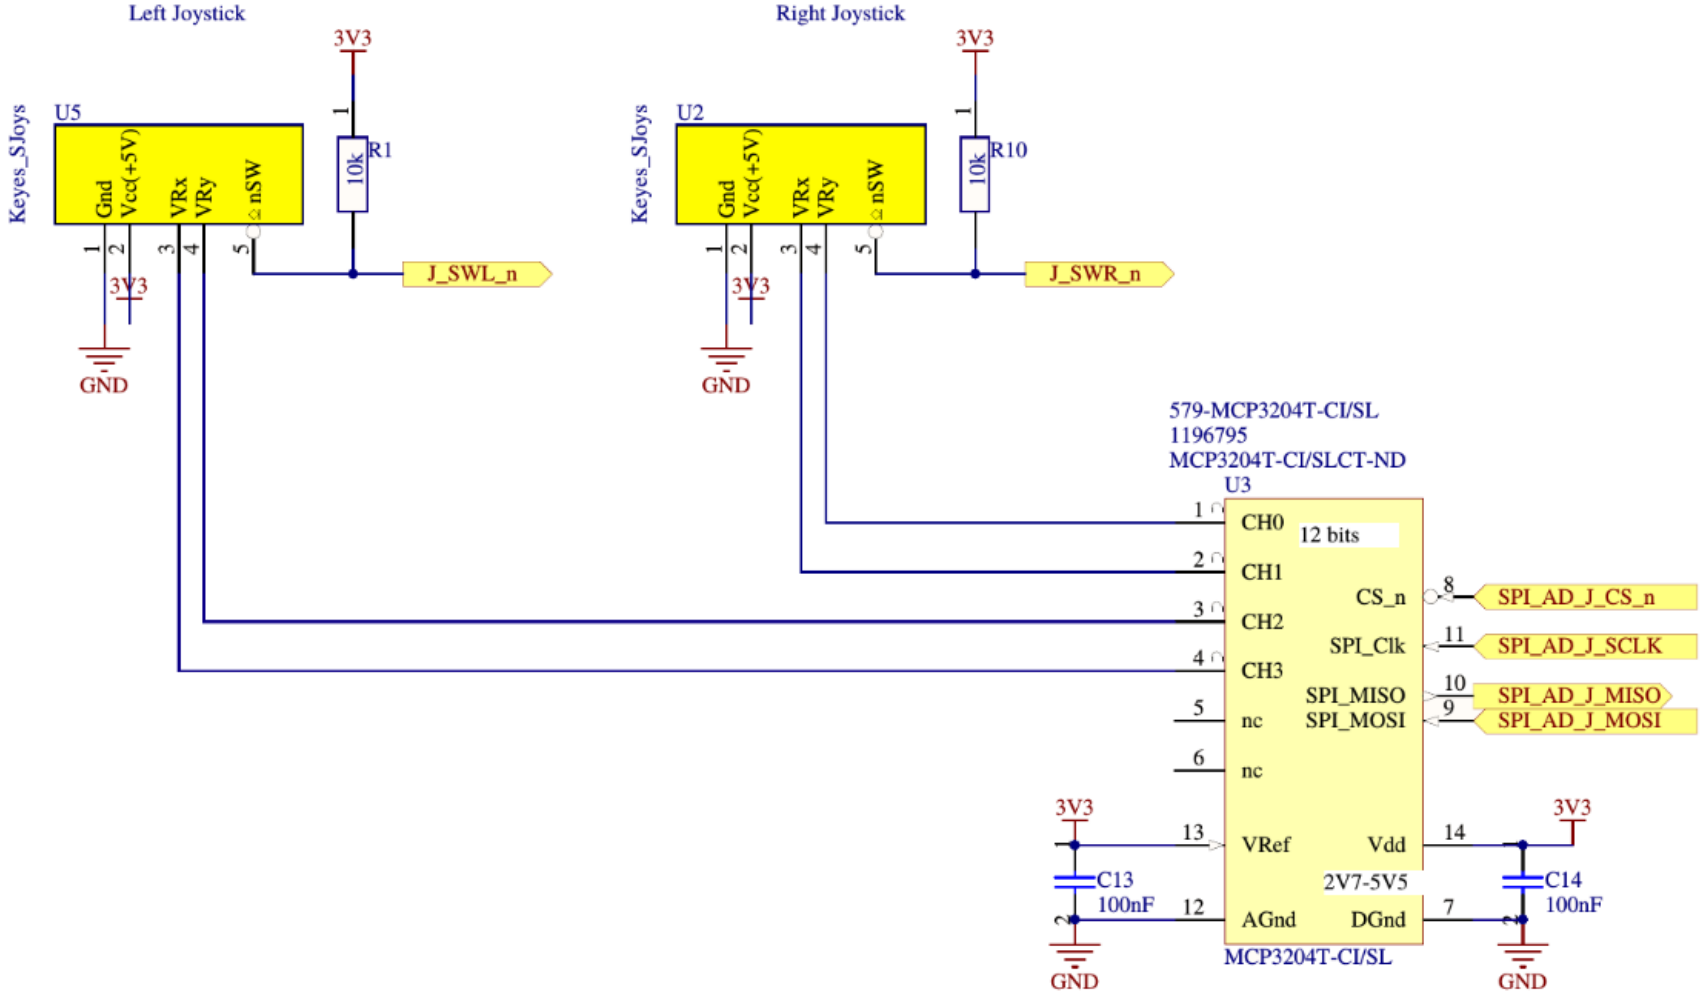 Left Joystick
Right Joystick
3V3
3V3
U5
U2
Keyes_SJoys
Gnd
Vcc(+5V)
VRx
VRy
nSW
1
2
3
4
5
1
10k
R1
3V3
GND
J_SWL_n
Keyes_SJoys
Gnd
Vcc(+5V)
VRx
VRy
nSW
1
2
3
4
5
1
10k
R10
3V3
GND
J_SWR_n
579-MCP3204T-CI/SL
1196795
MCP3204T-CI/SLCT-ND
U3
1 CH0
12 bits
2 CH1
3 CH2
4 CH3
5 nc
6 nc
CS_n 8 SPI_AD_J_CS_n
SPI_Clk 11 SPI_AD_J_SCLK
SPI_MISO 10 SPI_AD_J_MISO
SPI_MOSI 9 SPI_AD_J_MOSI
3V3
13 VRef
Vdd 14
3V3
1
C13
100nF
2
2V7-5V5
1
C14
100nF
2
12 AGnd
DGnd 7
GND
MCP3204T-CI/SL
GND